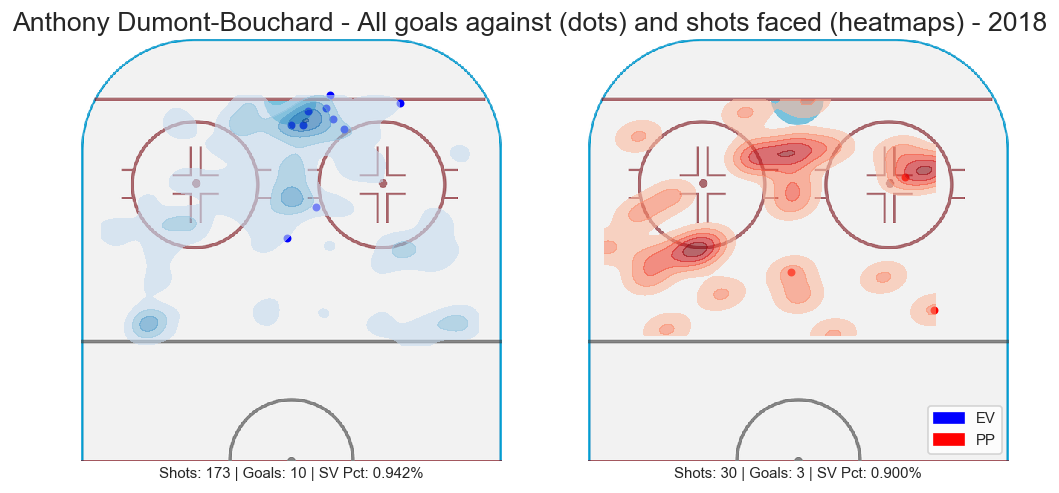 Anthony Dumont-Bouchard - All goals against (dots) and shots faced (heatmaps) - 2018
EV
PP
Shots: 173 | Goals: 10 | SV Pct: 0.942%
Shots: 30 | Goals: 3 | SV Pct: 0.900%